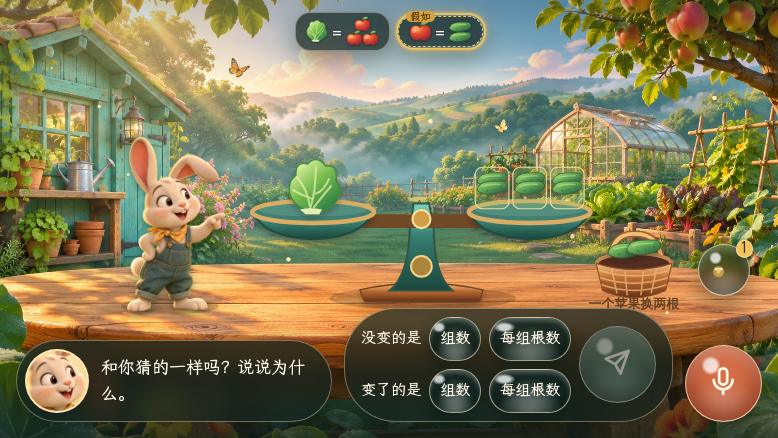 假如
=
=
1
一个苹果换两根
没变的是 组数 每组根数
变了的是 组数 每组根数
和你猜的一样吗？说说为什
么。